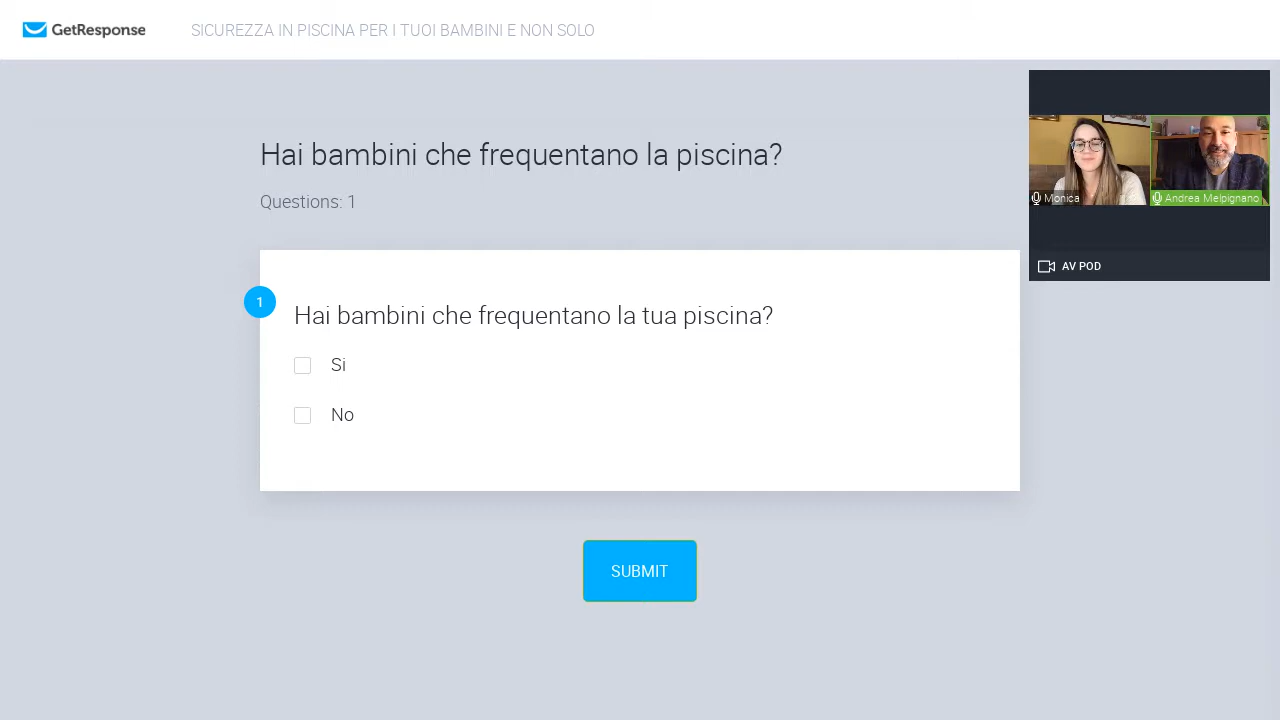 GetResponse
SICUREZZA IN PISCINA PER I TUOI BAMBINI E NON SOLO
Hai bambini che frequentano la piscina?
Questions: 1
1
Hai bambini che frequentano la tua piscina?
Si
No
SUBMIT
Monica
Andrea Melpignano
AV POD